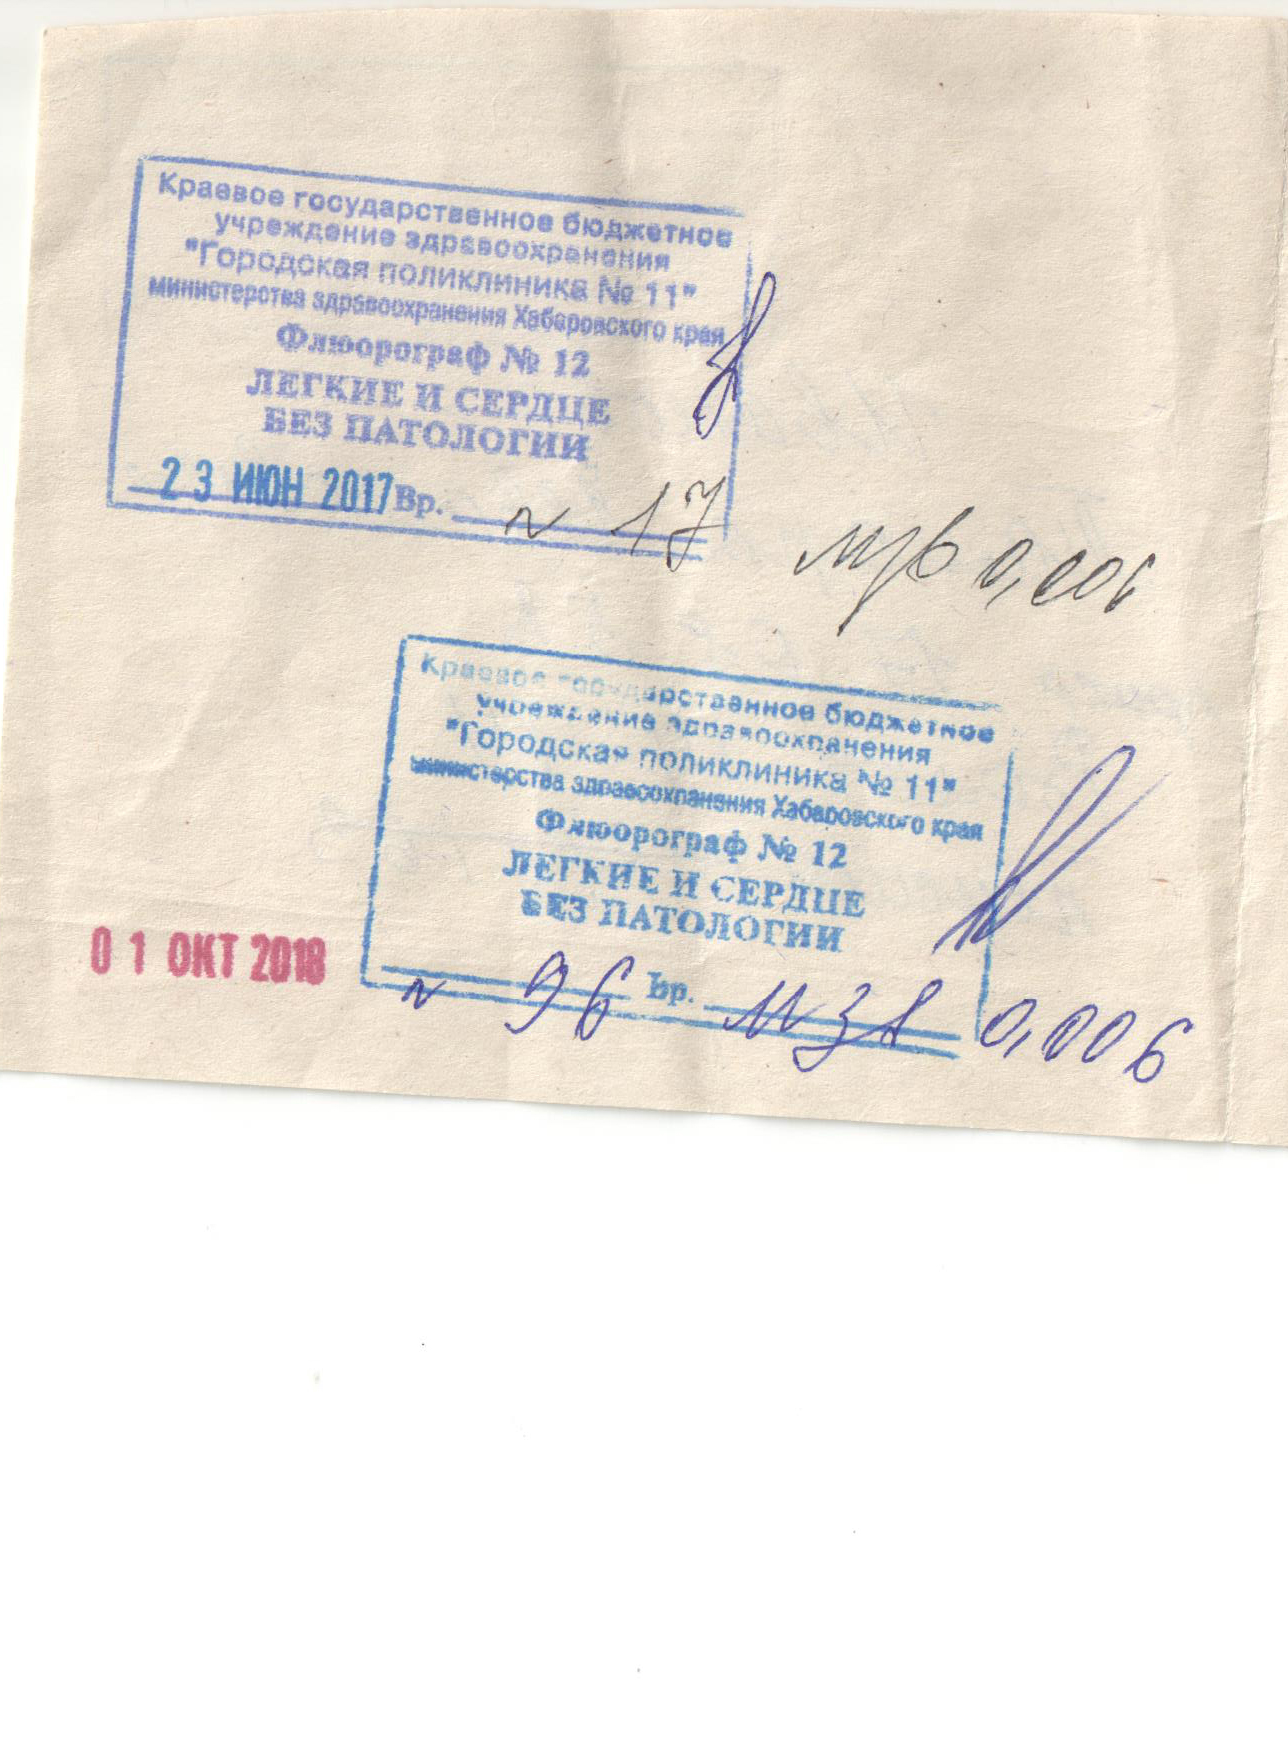 Краевое государственное бюджетное
учреждение здравоохранения
"Городская поликлиника № 11"
министерства здравоохранения Хабаровского края
Флюорограф № 12
ЛЕГКИЕ И СЕРДЦЕ
БЕЗ ПАТОЛОГИИ
23 ИЮН 2017 Вр. N 17 мзв 0,006
Краевое государственное бюджетное
учреждение здравоохранения
"Городская поликлиника № 11"
министерства здравоохранения Хабаровского края
Флюорограф № 12
ЛЕГКИЕ И СЕРДЦЕ
БЕЗ ПАТОЛОГИИ
01 ОКТ 2018
N 96 Вр. мзв 0,006